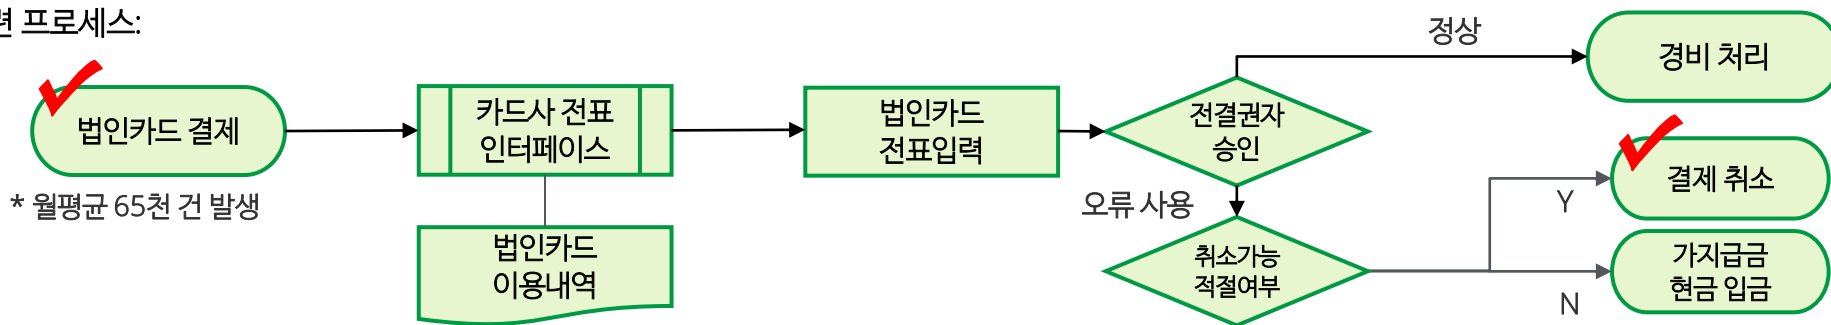 프로세스:
정상
경비 처리
법인카드 결제
카드사 전표
인터페이스
법인카드
전표입력
전결권자
승인
* 월평균 65천 건 발생
오류 사용
결제 취소
Y
법인카드
이용내역
취소가능
적절여부
가지급금
현금 입금
N